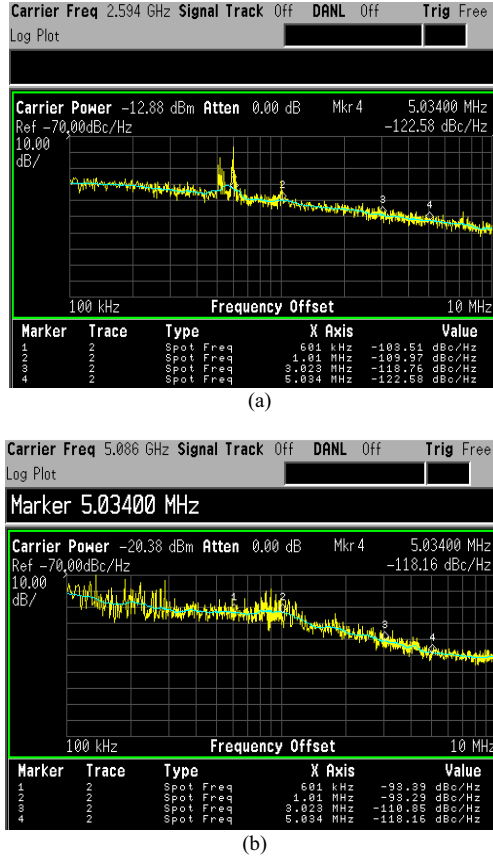 Carrier Freq 2.594 GHz Signal Track Off DANL Off Trig Free
Log Plot
Carrier Power -12.88 dBm Atten 0.00 dB Mkr4 5.03400 MHz
Ref -70.00dBc/Hz -122.58 dBc/Hz
10.00
dB/
2
3
4
100 kHz Frequency Offset 10 MHz
Marker Trace Type X Axis Value
1 2 Spot Freq 601 kHz -103.51 dBc/Hz
2 2 Spot Freq 1.01 MHz -109.97 dBc/Hz
3 2 Spot Freq 3.023 MHz -118.76 dBc/Hz
4 2 Spot Freq 5.034 MHz -122.58 dBc/Hz
(a)
Carrier Freq 5.086 GHz Signal Track Off DANL Off Trig Free
Log Plot
Marker 5.03400 MHz
Carrier Power -20.38 dBm Atten 0.00 dB Mkr4 5.03400 MHz
Ref -70.00dBc/Hz -118.16 dBc/Hz
10.00
dB/
1
2
3
4
100 kHz Frequency Offset 10 MHz
Marker Trace Type X Axis Value
1 2 Spot Freq 601 kHz -93.39 dBc/Hz
2 2 Spot Freq 1.01 MHz -93.29 dBc/Hz
3 2 Spot Freq 3.023 MHz -110.85 dBc/Hz
4 2 Spot Freq 5.034 MHz -118.16 dBc/Hz
(b)